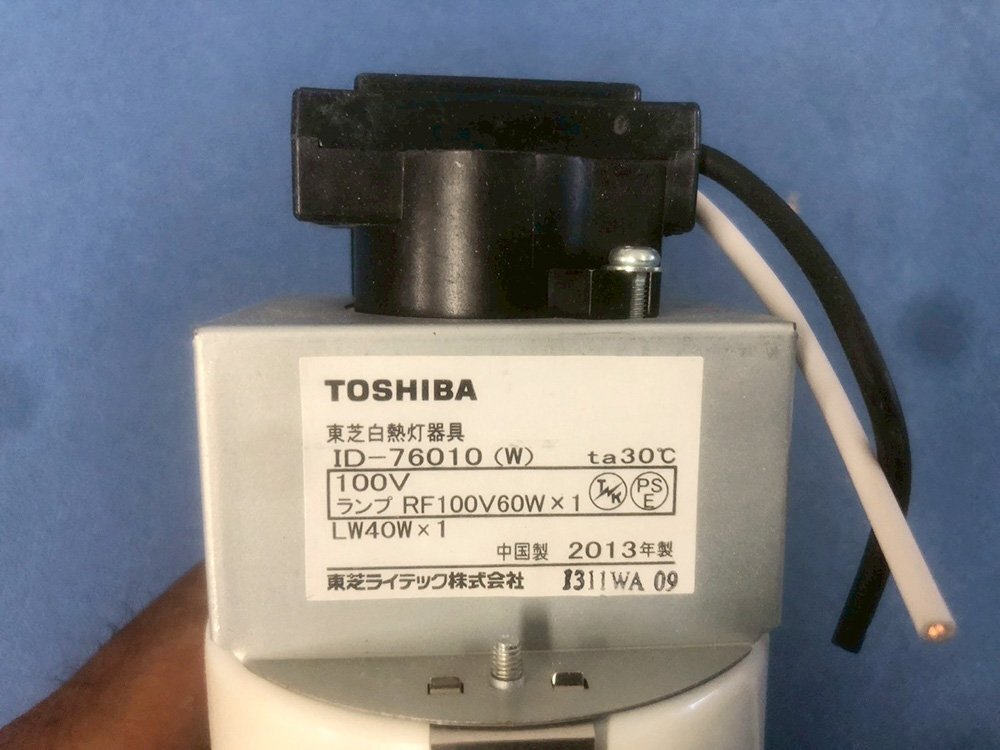 TOSHIBA
東芝白熱灯器具
ID-76010 (W) ta30℃
100V
ランプ RF100V60W×1
PS
E
LW40W×1
中国製 2013年製
東芝ライテック株式会社 1311WA 09